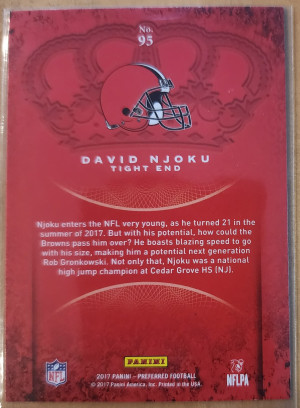 No.
95
DAVID NJOKU
TIGHT END
Njoku enters the NFL very young, as he turned 21 in the
summer of 2017. But with his potential, how could the
Browns pass him over? He boasts blazing speed to go
with his size, making him a potential next generation
Rob Gronkowski. Not only that, Njoku was a national
high jump champion at Cedar Grove HS (NJ).
PANINI
NFL
2017 PANINI – PREFERRED FOOTBALL
© 2017 Panini America, Inc. Printed in the USA
NFLPA